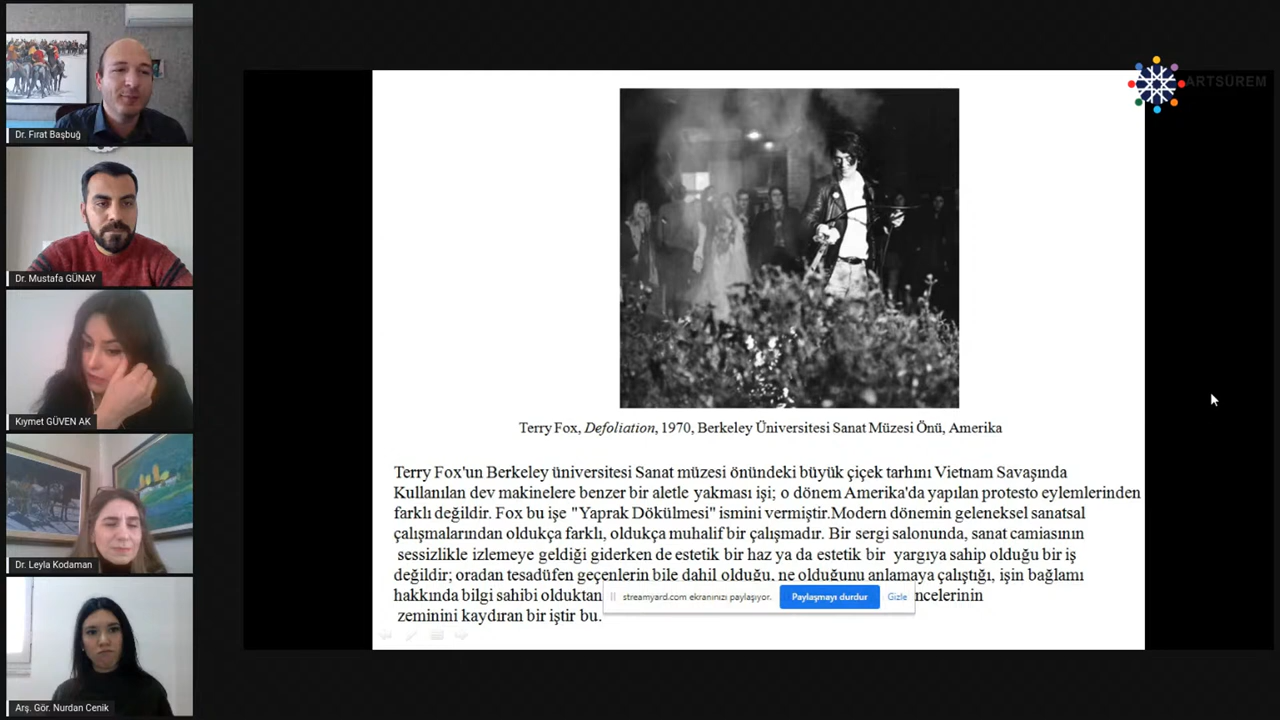 Dr. Fırat Başbuğ
Dr. Mustafa GÜNAY
Kıymet GÜVEN AK
Dr. Leyla Kodaman
Arş. Gör. Nurdan Cenik
ARTSÜREM
Terry Fox, Defoliation, 1970, Berkeley Üniversitesi Sanat Müzesi Önü, Amerika
Terry Fox'un Berkeley üniversitesi Sanat müzesi önündeki büyük çiçek tarhını Vietnam Savaşında
Kullanılan dev makinelere benzer bir aletle yakması işi; o dönem Amerika'da yapılan protesto eylemlerinden
farklı değildir. Fox bu işe "Yaprak Dökülmesi" ismini vermiştir.Modern dönemin geleneksel sanatsal
çalışmalarından oldukça farklı, oldukça muhalif bir çalışmadır. Bir sergi salonunda, sanat camiasının
sessizlikle izlemeye geldiği giderken de estetik bir haz ya da estetik bir yargıya sahip olduğu bir iş
değildir; oradan tesadüfen geçenlerin bile dahil olduğu, ne olduğunu anlamaya çalıştığı, işin bağlamı
hakkında bilgi sahibi olduktan ncelerinin
zeminini kaydıran bir iştir bu.
streamyard.com ekranınızı paylaşıyor.
Paylaşmayı durdur
Gizle